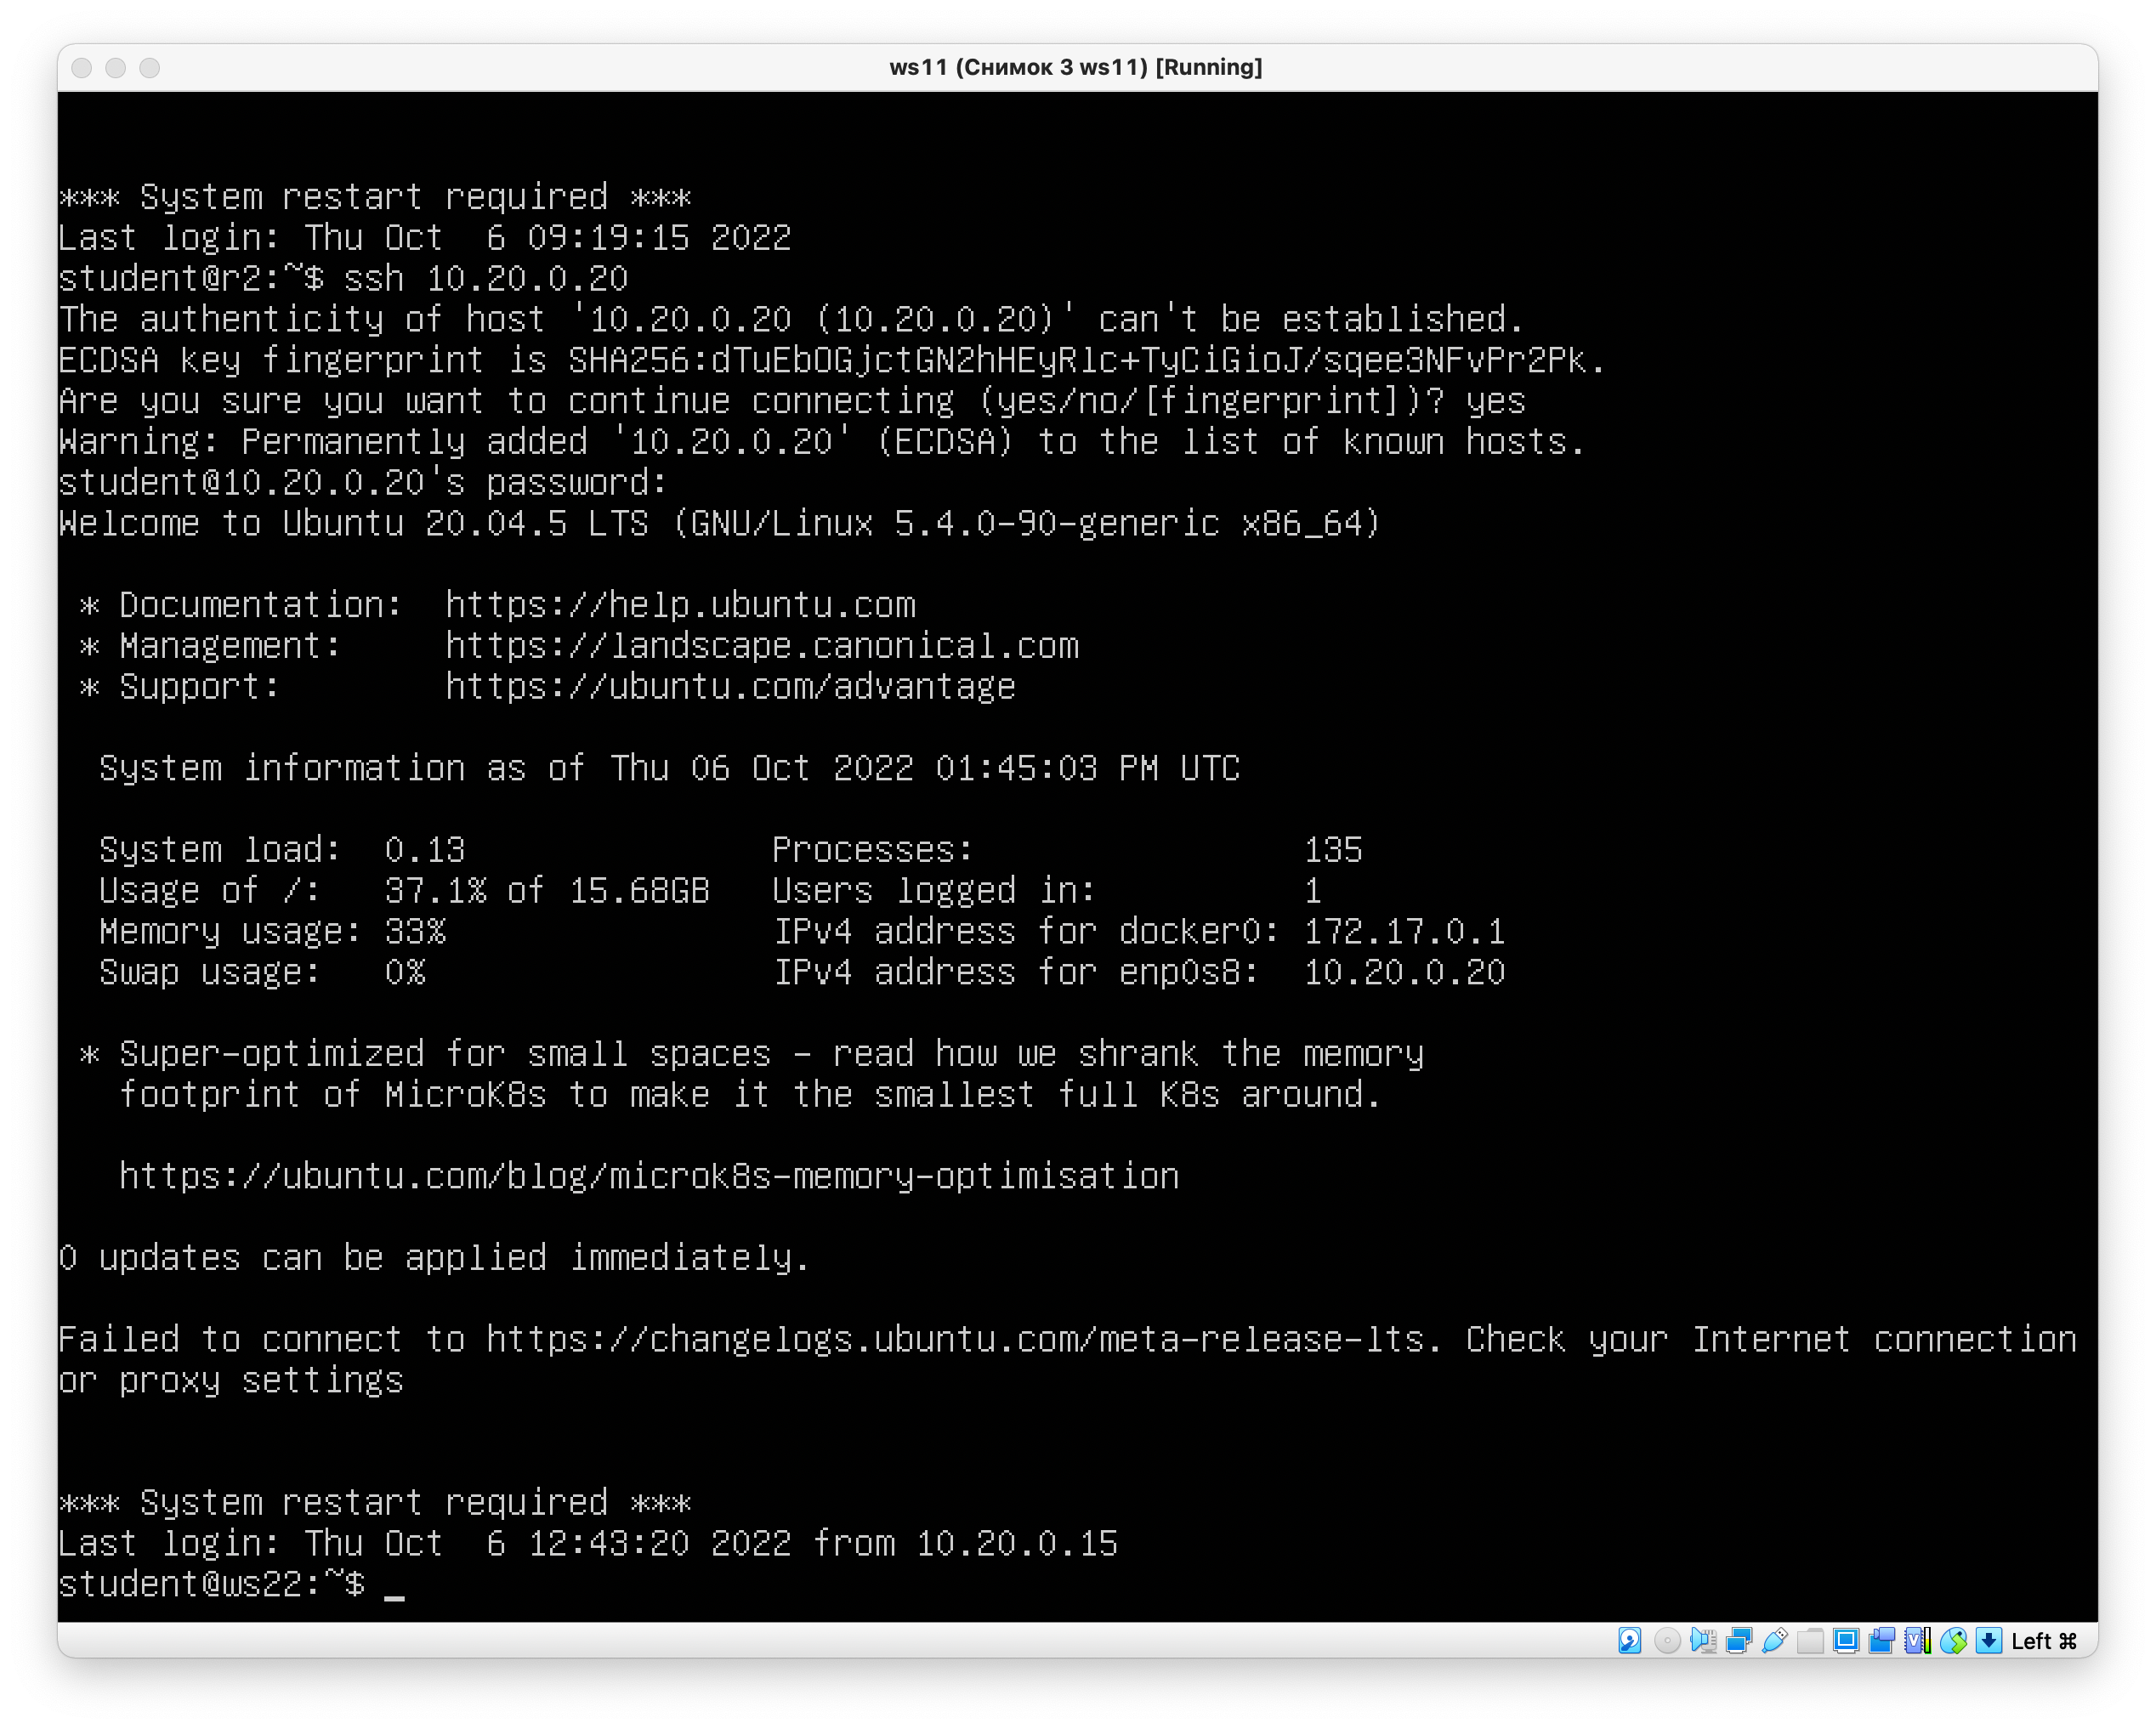 ws11 (Снимок 3 ws11) [Running]
*** System restart required ***
Last login: Thu Oct  6 09:19:15 2022
student@r2:~$ ssh 10.20.0.20
The authenticity of host '10.20.0.20 (10.20.0.20)' can't be established.
ECDSA key fingerprint is SHA256:dTuEbOGjctGN2hHEyRlc+TyCiGioJ/sqee3NFvPr2Pk.
Are you sure you want to continue connecting (yes/no/[fingerprint])? yes
Warning: Permanently added '10.20.0.20' (ECDSA) to the list of known hosts.
student@10.20.0.20's password:
Welcome to Ubuntu 20.04.5 LTS (GNU/Linux 5.4.0-90-generic x86_64)
 * Documentation:  https://help.ubuntu.com
 * Management:     https://landscape.canonical.com
 * Support:        https://ubuntu.com/advantage
  System information as of Thu 06 Oct 2022 01:45:03 PM UTC
  System load:  0.13               Processes:                135
  Usage of /:   37.1% of 15.68GB   Users logged in:          1
  Memory usage: 33%                IPv4 address for docker0: 172.17.0.1
  Swap usage:   0%                 IPv4 address for enp0s8:  10.20.0.20
 * Super-optimized for small spaces - read how we shrank the memory
   footprint of MicroK8s to make it the smallest full K8s around.
   https://ubuntu.com/blog/microk8s-memory-optimisation
0 updates can be applied immediately.
Failed to connect to https://changelogs.ubuntu.com/meta-release-lts. Check your Internet connection
or proxy settings
*** System restart required ***
Last login: Thu Oct  6 12:43:20 2022 from 10.20.0.15
student@ws22:~$ _
Left ⌘